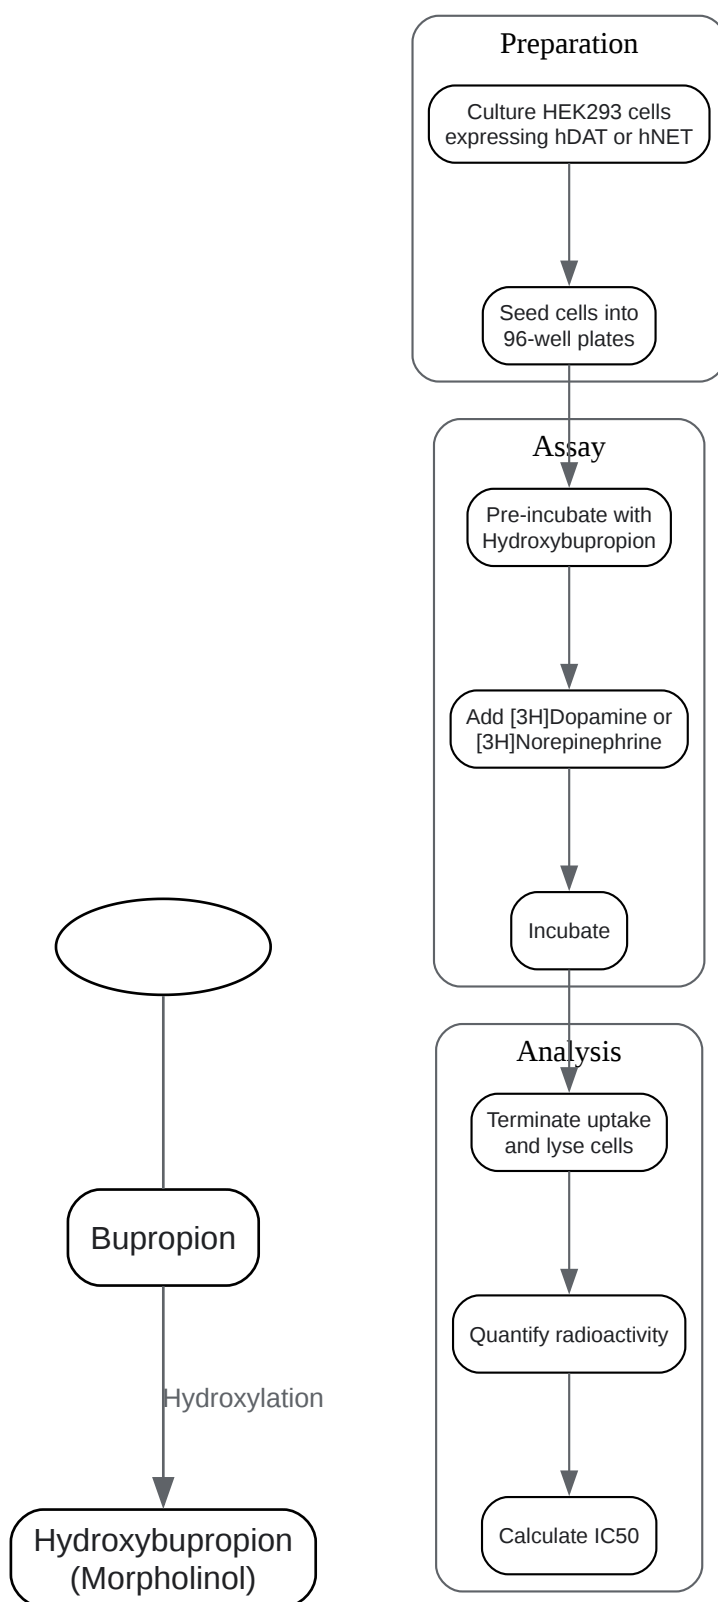 Preparation
Culture HEK293 cells
expressing hDAT or hNET
Seed cells into
96-well plates
Assay
Pre-incubate with
Hydroxybupropion
Add [3H]Dopamine or
[3H]Norepinephrine
Incubate
Analysis
Terminate uptake
and lyse cells
Quantify radioactivity
Calculate IC50
Bupropion
Hydroxylation
Hydroxybupropion
(Morpholinol)